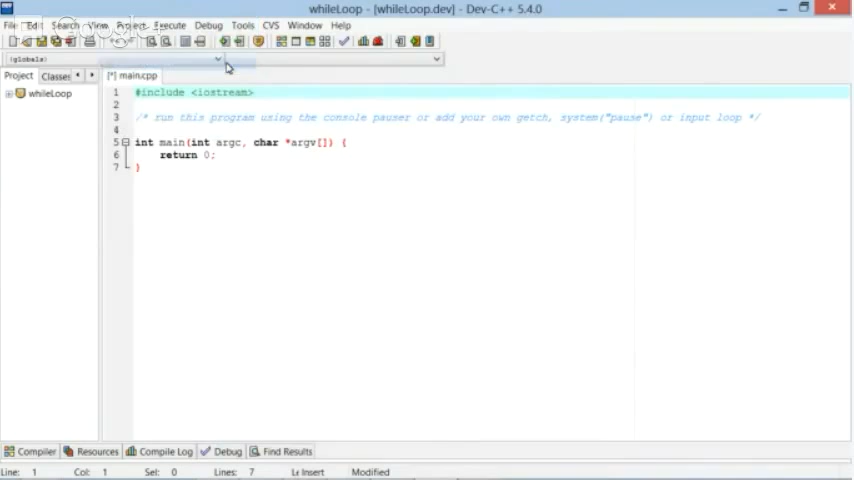 whileLoop - [whileLoop.dev] - Dev-C++ 5.4.0
File Edit Search View Project Execute Debug Tools CVS Window Help
Google+
(globals)
Project Classes [*] main.cpp
whileLoop
1 #include <iostream>
2
3 /* run this program using the console pauser or add your own getch, system("pause") or input loop */
4
5 int main(int argc, char *argv[]) {
6 return 0;
7 }
Compiler Resources Compile Log Debug Find Results
Line: 1 Col: 1 Sel: 0 Lines: 7 Insert Modified